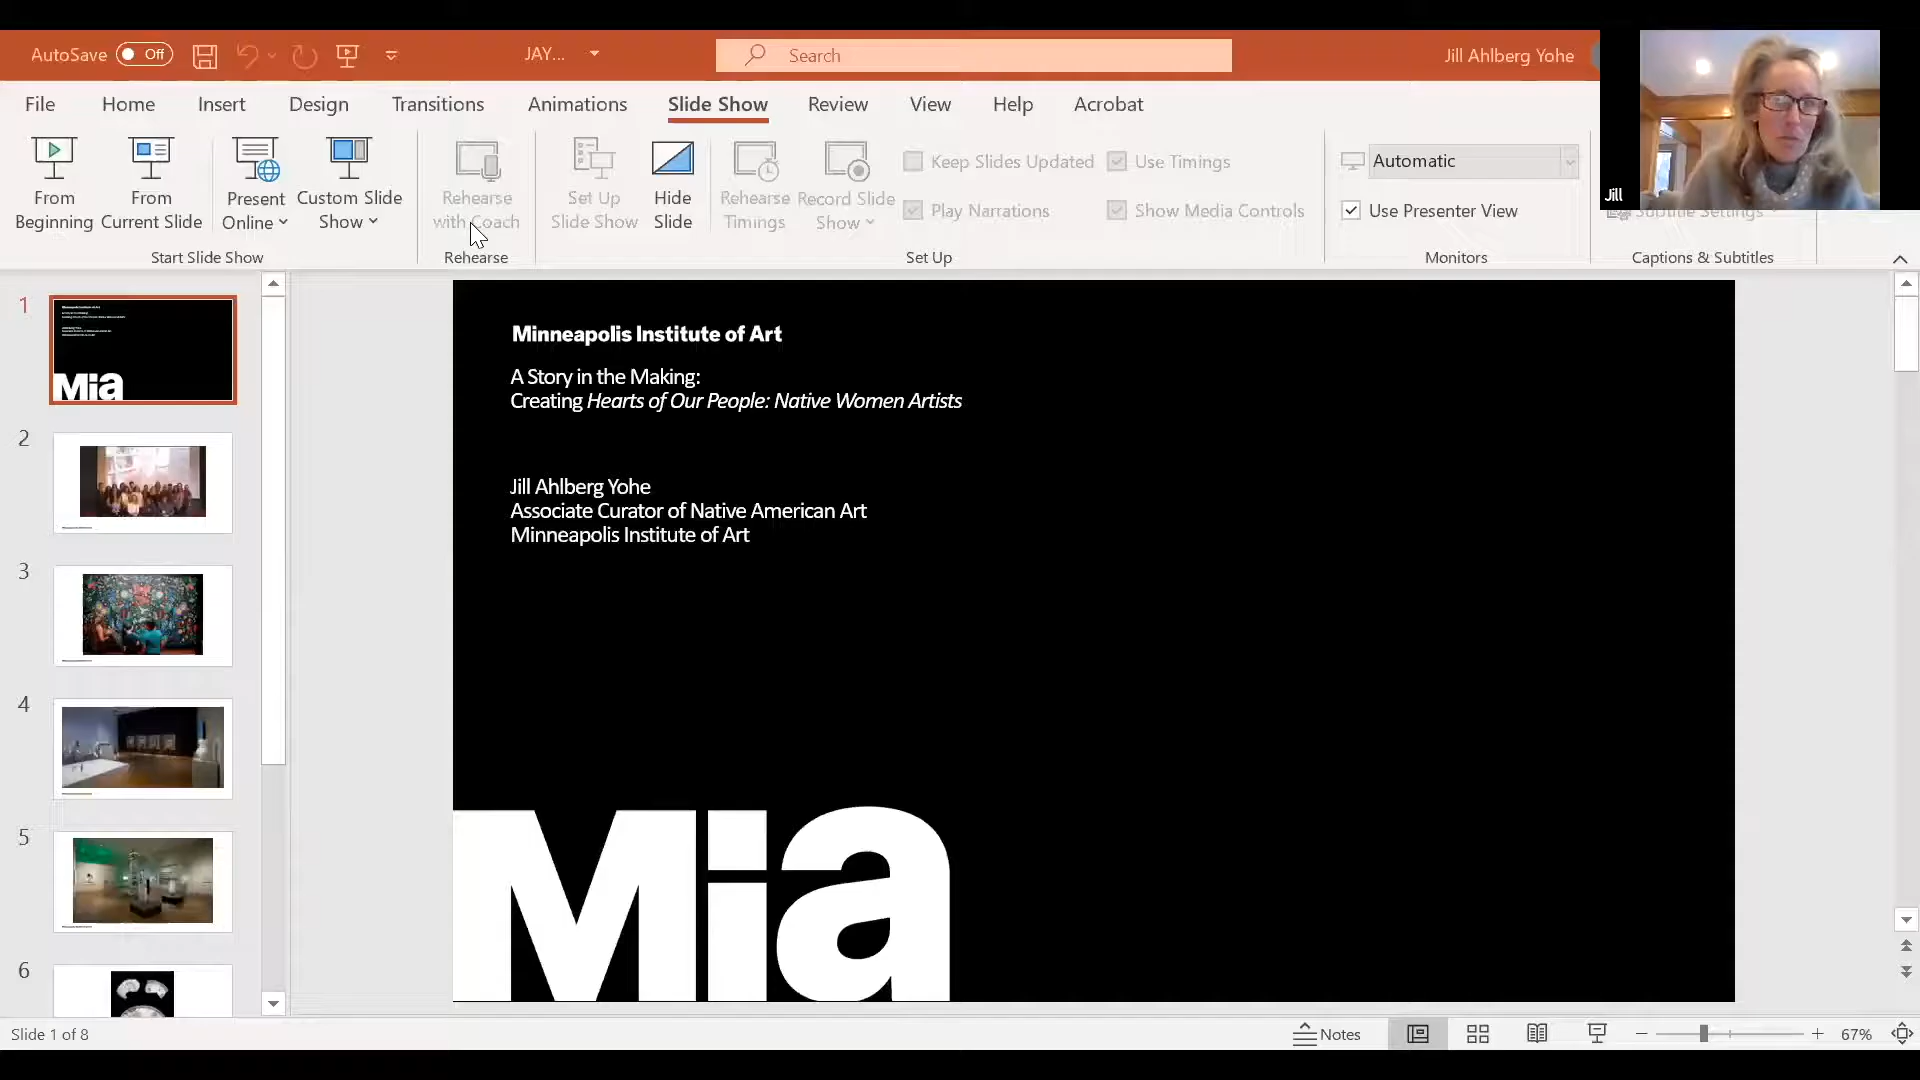 AutoSave Off
JAY...
Search
Jill Ahlberg Yohe
File Home Insert Design Transitions Animations Slide Show Review View Help Acrobat
From Beginning
From Current Slide
Present Online
Custom Slide Show
Rehearse with Coach
Set Up Slide Show
Hide Slide
Rehearse Timings
Record Slide Show
Keep Slides Updated
Use Timings
Play Narrations
Show Media Controls
Automatic
Use Presenter View
Subtitle Settings
Jill
Start Slide Show
Rehearse
Set Up
Monitors
Captions & Subtitles
1
Mia
2
3
4
5
6
Minneapolis Institute of Art
A Story in the Making:
Creating Hearts of Our People: Native Women Artists
Jill Ahlberg Yohe
Associate Curator of Native American Art
Minneapolis Institute of Art
Mia
Slide 1 of 8
Notes
67%